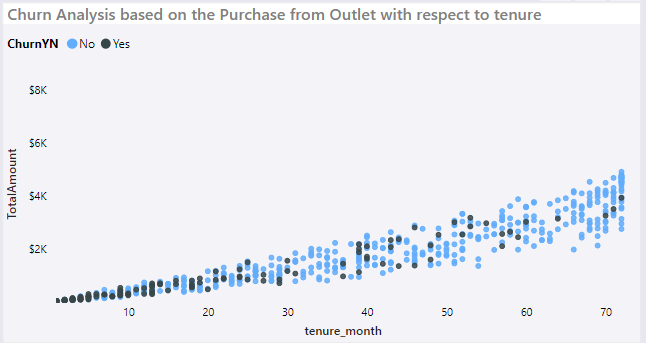 Churn Analysis based on the Purchase from Outlet with respect to tenure
ChurnYN No Yes
$8K
$6K
$4K
$2K
TotalAmount
10 20 30 40 50 60 70
tenure_month